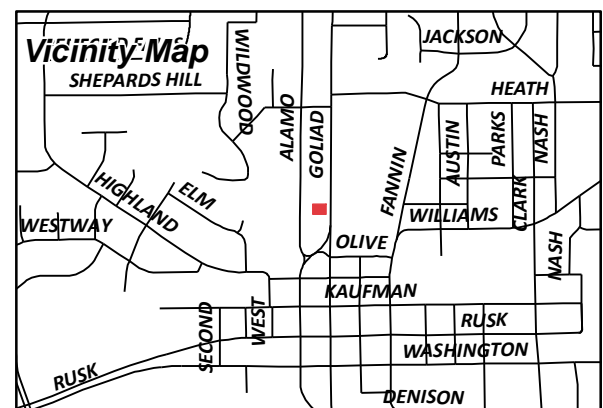 Vicinity Map
JACKSON
SHEPARDS HILL
WILDWOOD
HEATH
ALAMO
GOLIAD
FANNIN
AUSTIN
PARKS
NASH
HIGHLAND
ELM
CLARK
WESTWAY
WILLIAMS
OLIVE
NASH
KAUFMAN
SECOND
WEST
RUSK
WASHINGTON
RUSK
DENISON